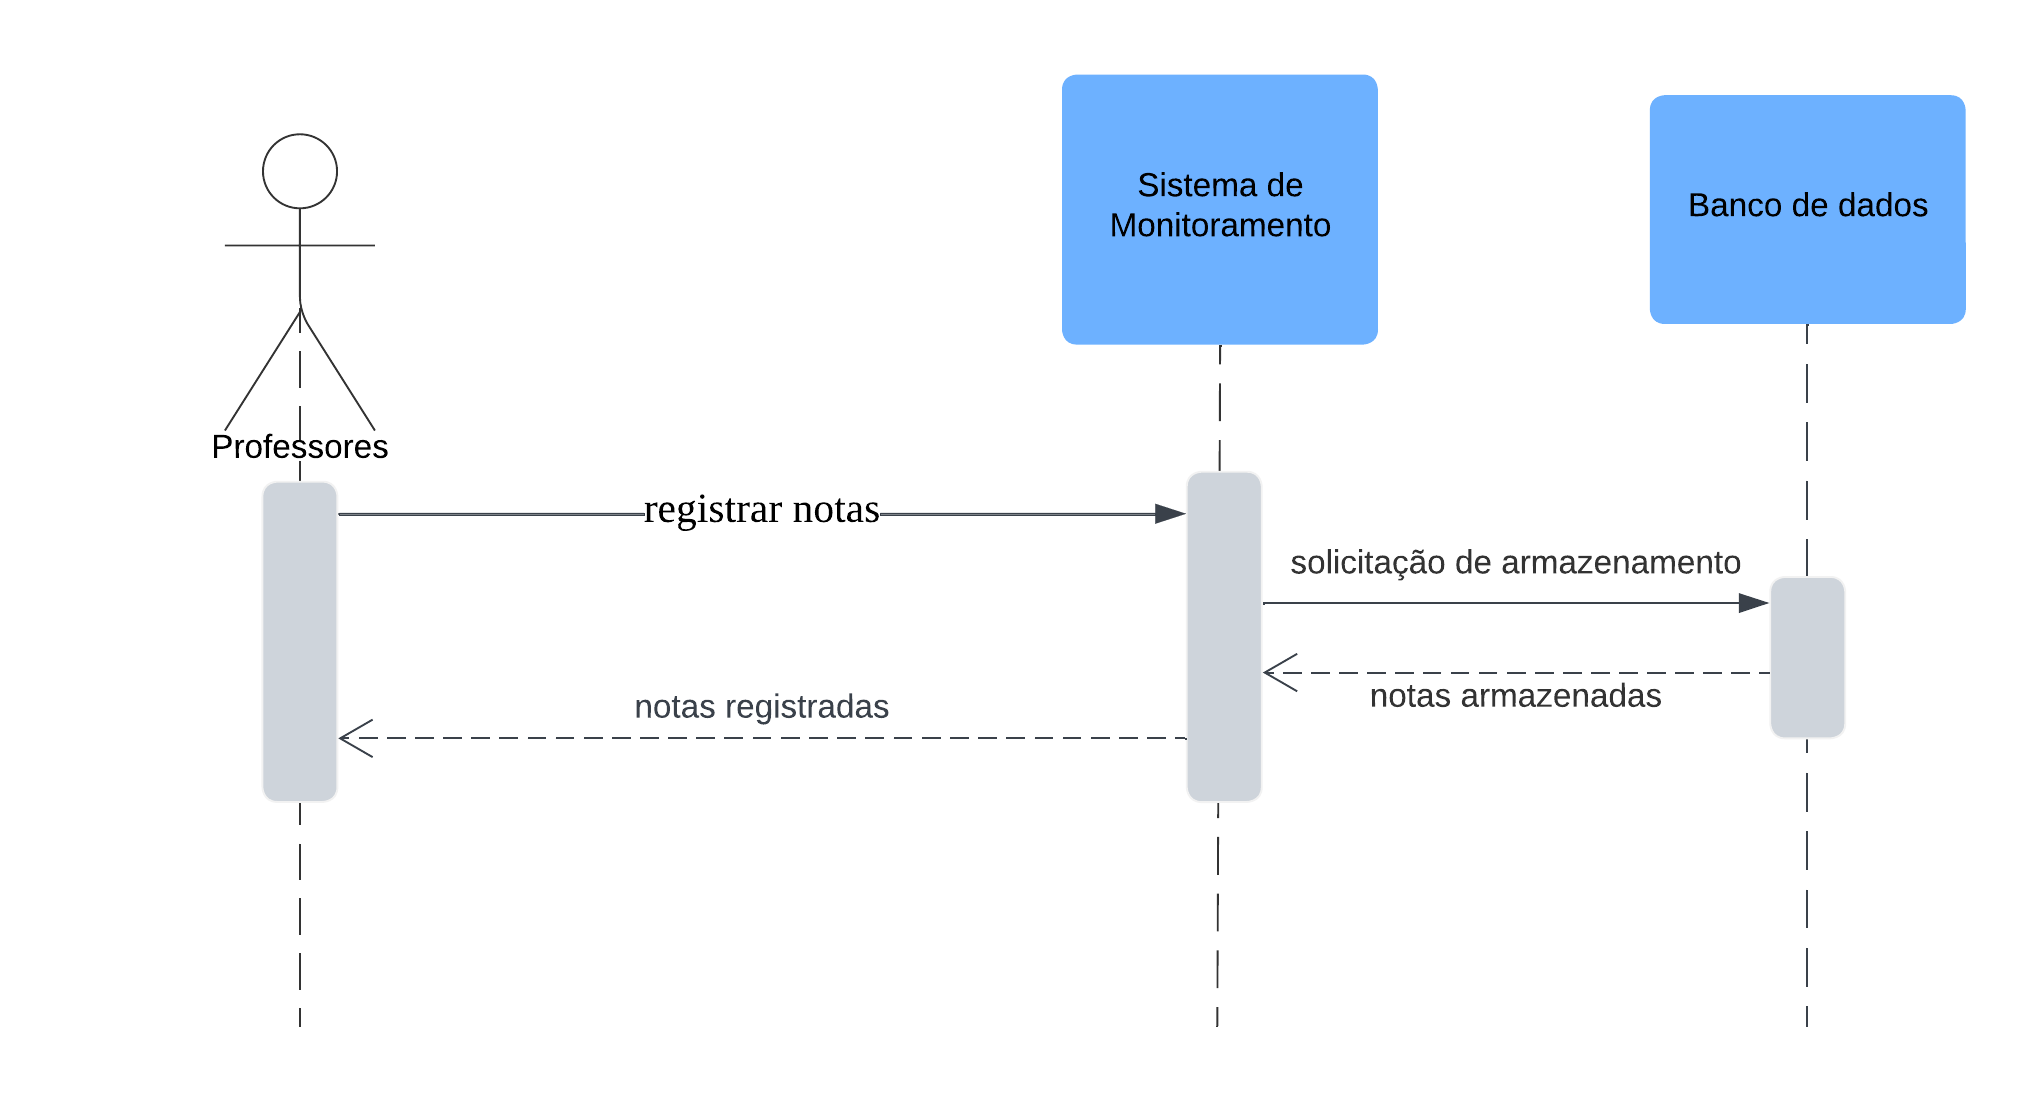 Sistema de
Monitoramento
Banco de dados
Professores
registrar notas
solicitação de armazenamento
notas armazenadas
notas registradas